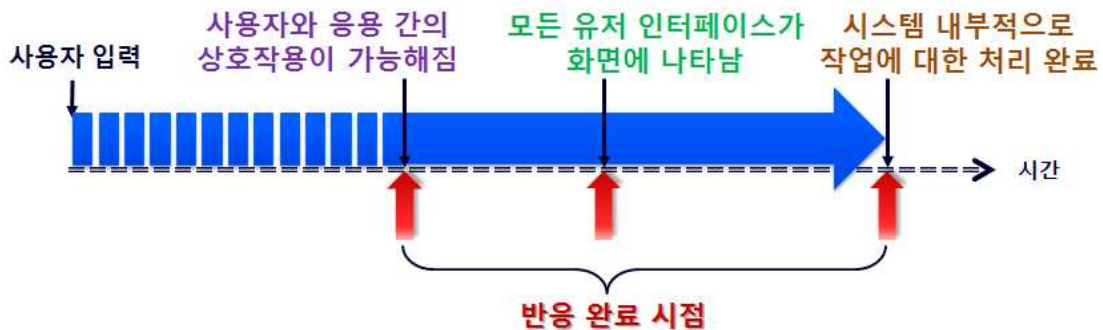 사용자 입력
사용자와 응용 간의
상호작용이 가능해짐
모든 유저 인터페이스가
화면에 나타남
시스템 내부적으로
작업에 대한 처리 완료
시간
반응 완료 시점